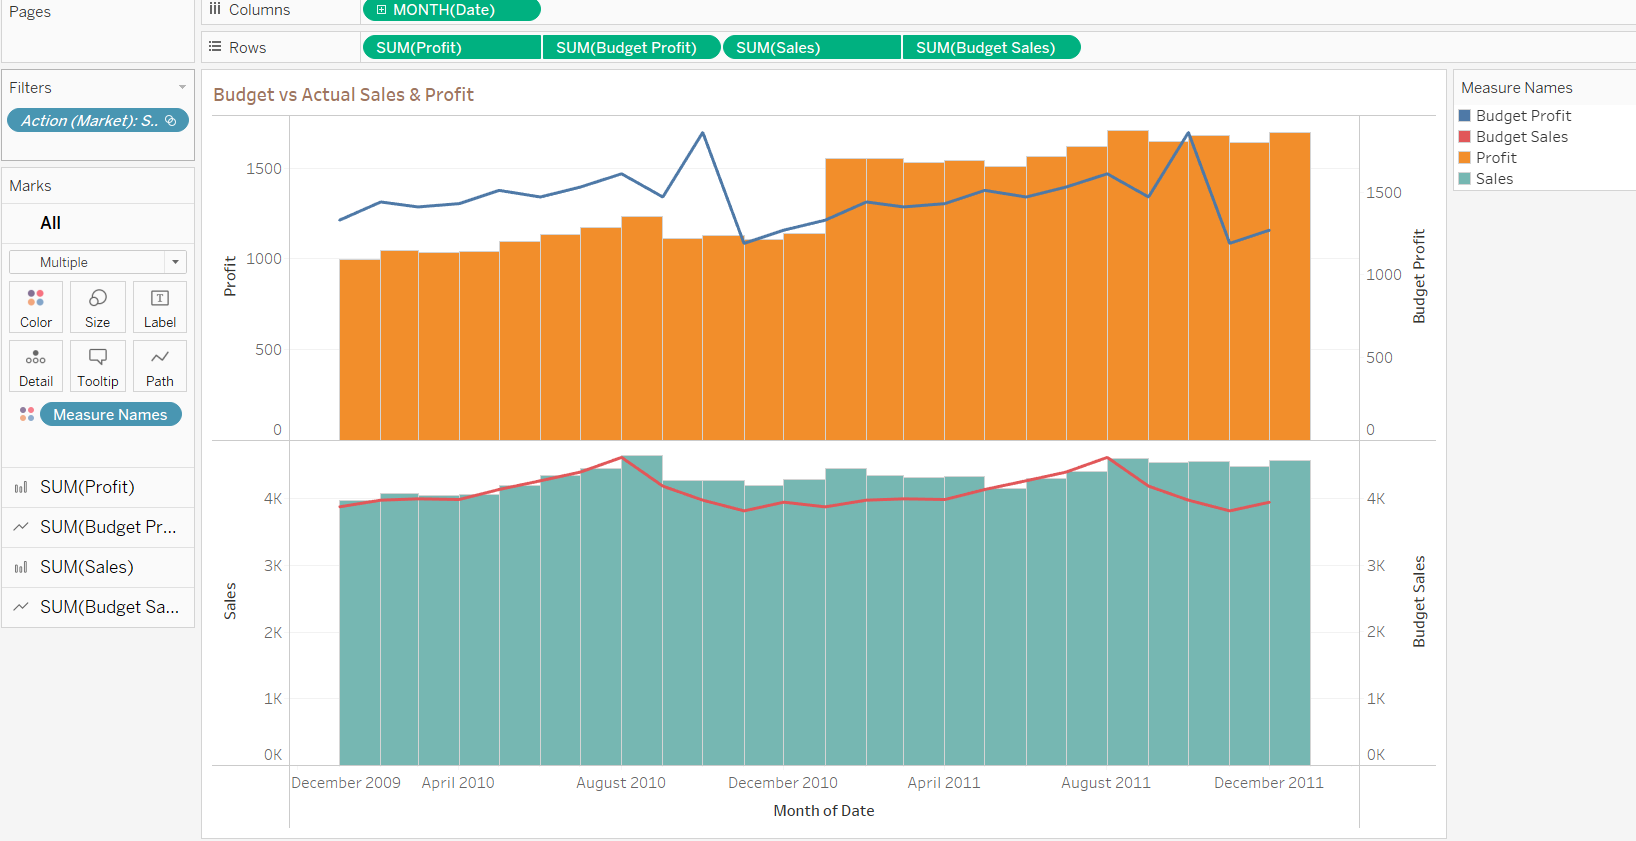 Pages
Columns
MONTH(Date)
Rows
SUM(Profit)
SUM(Budget Profit)
SUM(Sales)
SUM(Budget Sales)
Filters
Action (Market): S..
Marks
All
Multiple
Color
Size
Label
Detail
Tooltip
Path
Measure Names
SUM(Profit)
SUM(Budget Pr...
SUM(Sales)
SUM(Budget Sa...
Budget vs Actual Sales & Profit
Profit
1500
1000
500
0
1500
1000
500
0
Budget Profit
Sales
4K
3K
2K
1K
0K
4K
3K
2K
1K
0K
Budget Sales
December 2009
April 2010
August 2010
December 2010
April 2011
August 2011
December 2011
Month of Date
Measure Names
Budget Profit
Budget Sales
Profit
Sales